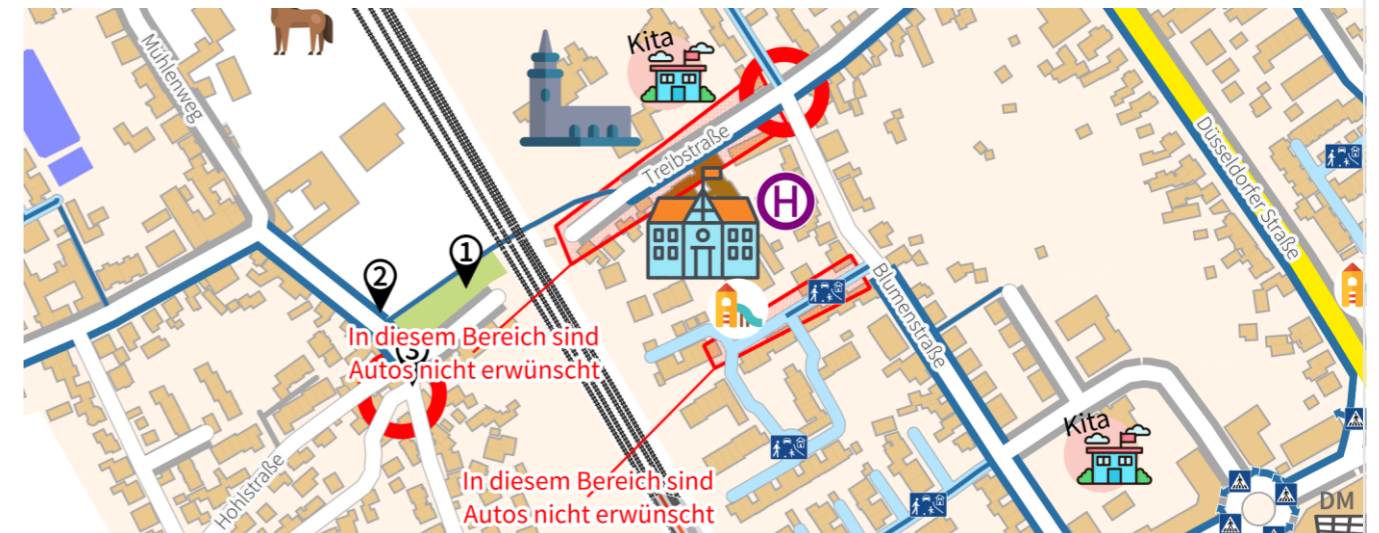 Mühlenweg
Kita
Treibstraße
H
Düsseldorfer Straße
1
2
Blumenstraße
In diesem Bereich sind
Autos nicht erwünscht
3
Kita
Hohlstraße
In diesem Bereich sind
Autos nicht erwünscht
DM